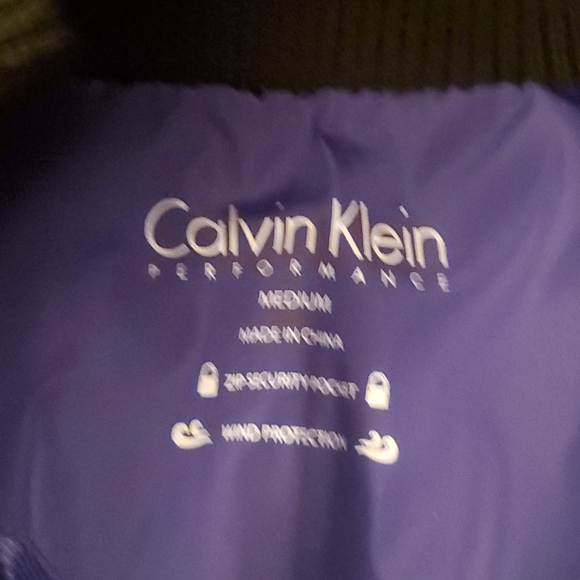 Calvin Klein
PERFORMANCE
MEDIUM
MADE IN CHINA
ZIP SECURITY POCKET
WIND PROTECTION